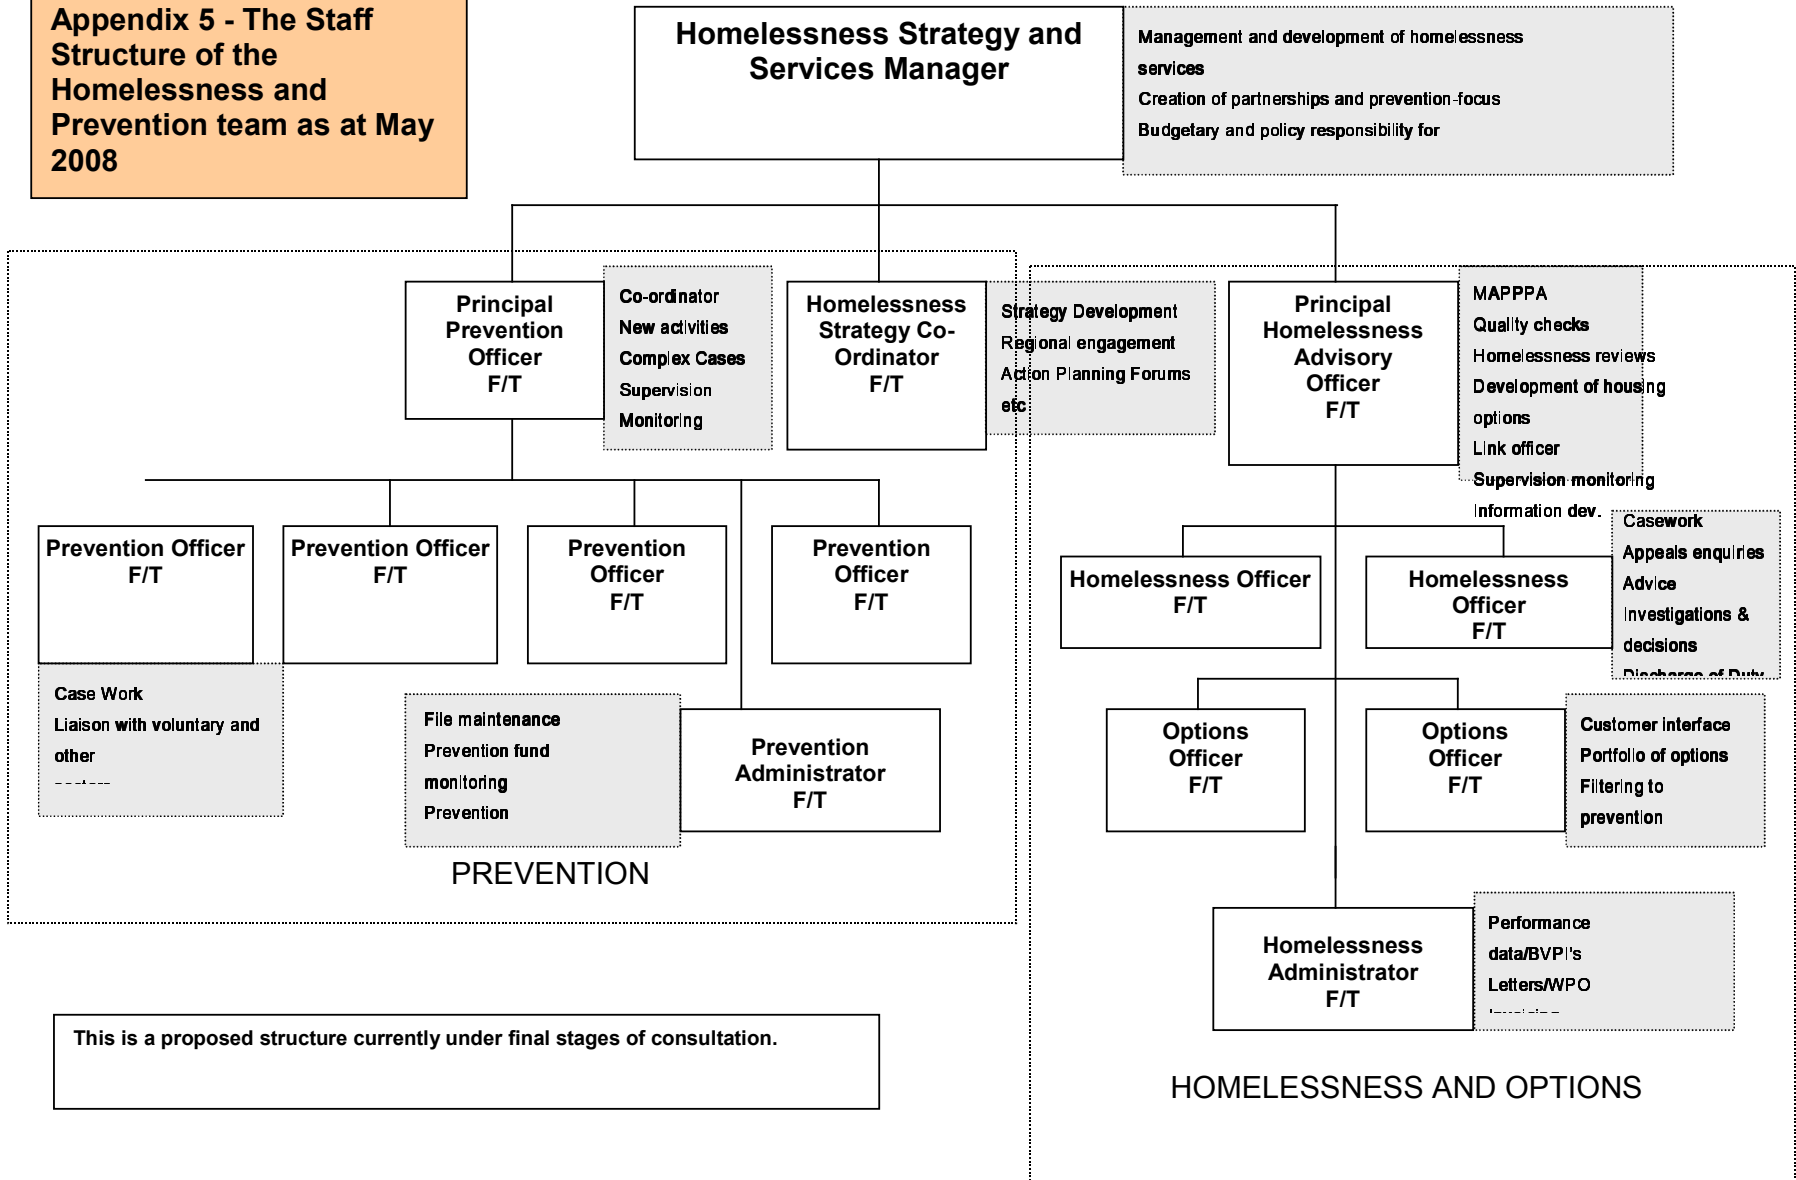 Appendix 5 - The Staff
Structure of the
Homelessness and
Prevention team as at May
2008
Homelessness Strategy and
Services Manager
Management and development of homelessness
services
Creation of partnerships and prevention-focus
Budgetary and policy responsibility for
Principal
Prevention
Officer
F/T
Co-ordinator
New activities
Complex Cases
Supervision
Monitoring
Homelessness
Strategy Co-
Ordinator
F/T
Strategy Development
Regional engagement
Action Planning Forums
etc
Principal
Homelessness
Advisory
Officer
F/T
MAPPPA
Quality checks
Homelessness reviews
Development of housing
options
Link officer
Supervision monitoring
Information dev.
Prevention Officer
F/T
Prevention Officer
F/T
Prevention
Officer
F/T
Prevention
Officer
F/T
Case Work
Liaison with voluntary and
other
File maintenance
Prevention fund
monitoring
Prevention
Prevention
Administrator
F/T
PREVENTION
Homelessness Officer
F/T
Homelessness
Officer
F/T
Casework
Appeals enquiries
Advice
Investigations &
decisions
Discharge of Duty
Options
Officer
F/T
Options
Officer
F/T
Customer interface
Portfolio of options
Filtering to
prevention
Homelessness
Administrator
F/T
Performance
data/BVPI's
Letters/WPO
HOMELESSNESS AND OPTIONS
This is a proposed structure currently under final stages of consultation.